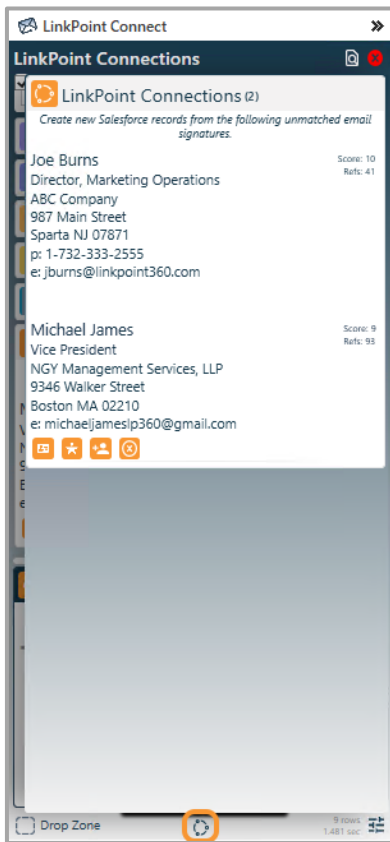 LinkPoint Connect
LinkPoint Connections
LinkPoint Connections (2)
Create new Salesforce records from the following unmatched email
signatures.
Joe Burns
Score: 10
Director, Marketing Operations
Refs: 41
ABC Company
987 Main Street
Sparta NJ 07871
p: 1-732-333-2555
e: jburns@linkpoint360.com
Michael James
Score: 9
Vice President
Refs: 93
NGY Management Services, LLP
9346 Walker Street
Boston MA 02210
e: michaeljameslp360@gmail.com
Drop Zone
9 rows
1.481 sec